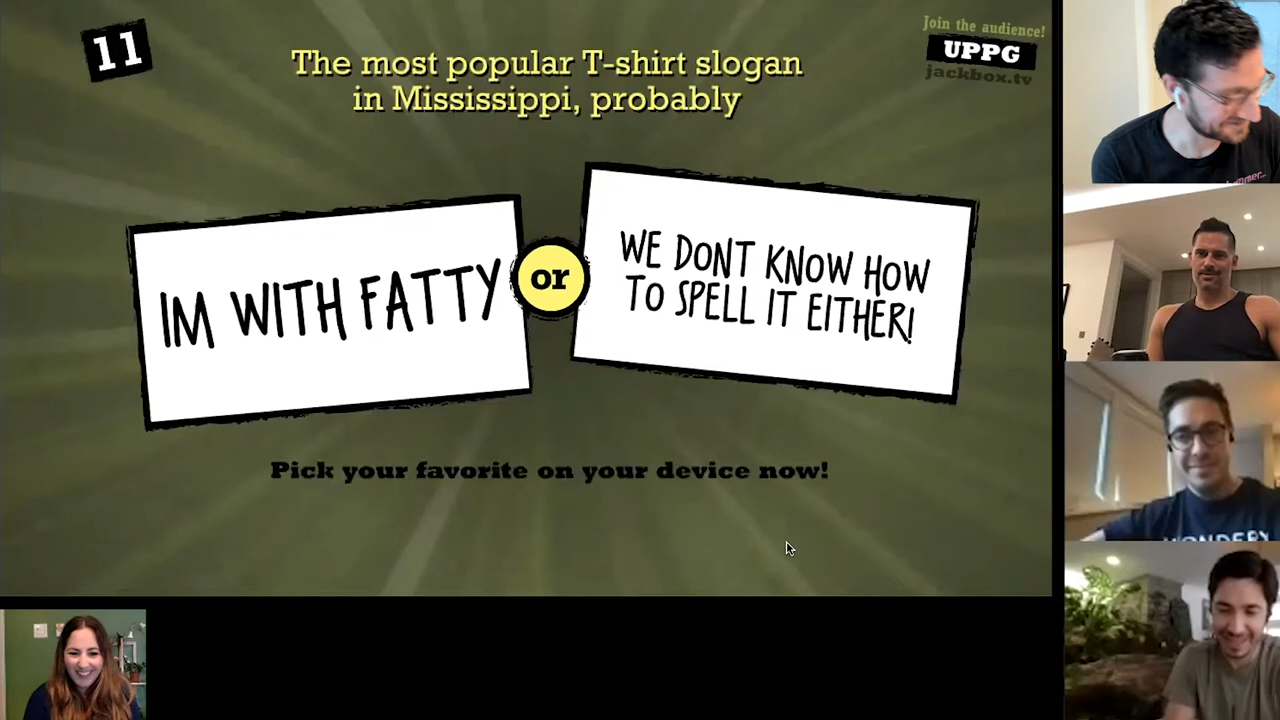 11
The most popular T-shirt slogan
in Mississippi, probably
Join the audience!
UPPG
jackbox.tv
IM WITH FATTY
or
WE DONT KNOW HOW
TO SPELL IT EITHER!
Pick your favorite on your device now!